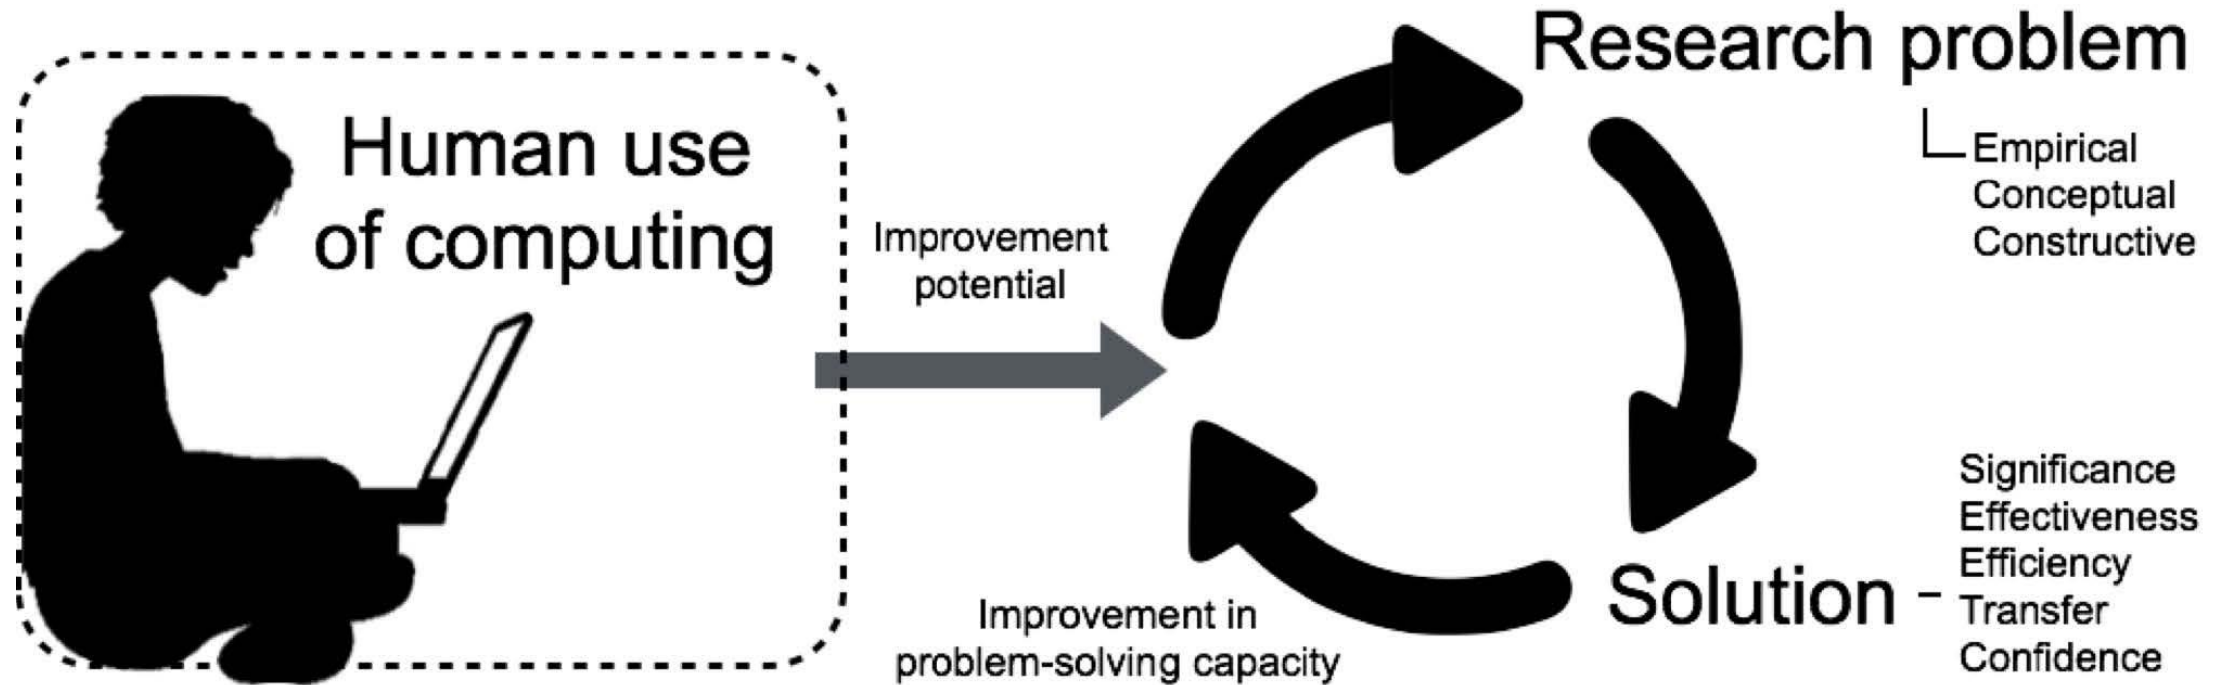 Human use
of computing
Improvement
potential
Research problem
Empirical
Conceptual
Constructive
Solution
Significance
Effectiveness
Efficiency
Transfer
Confidence
Improvement in
problem-solving capacity